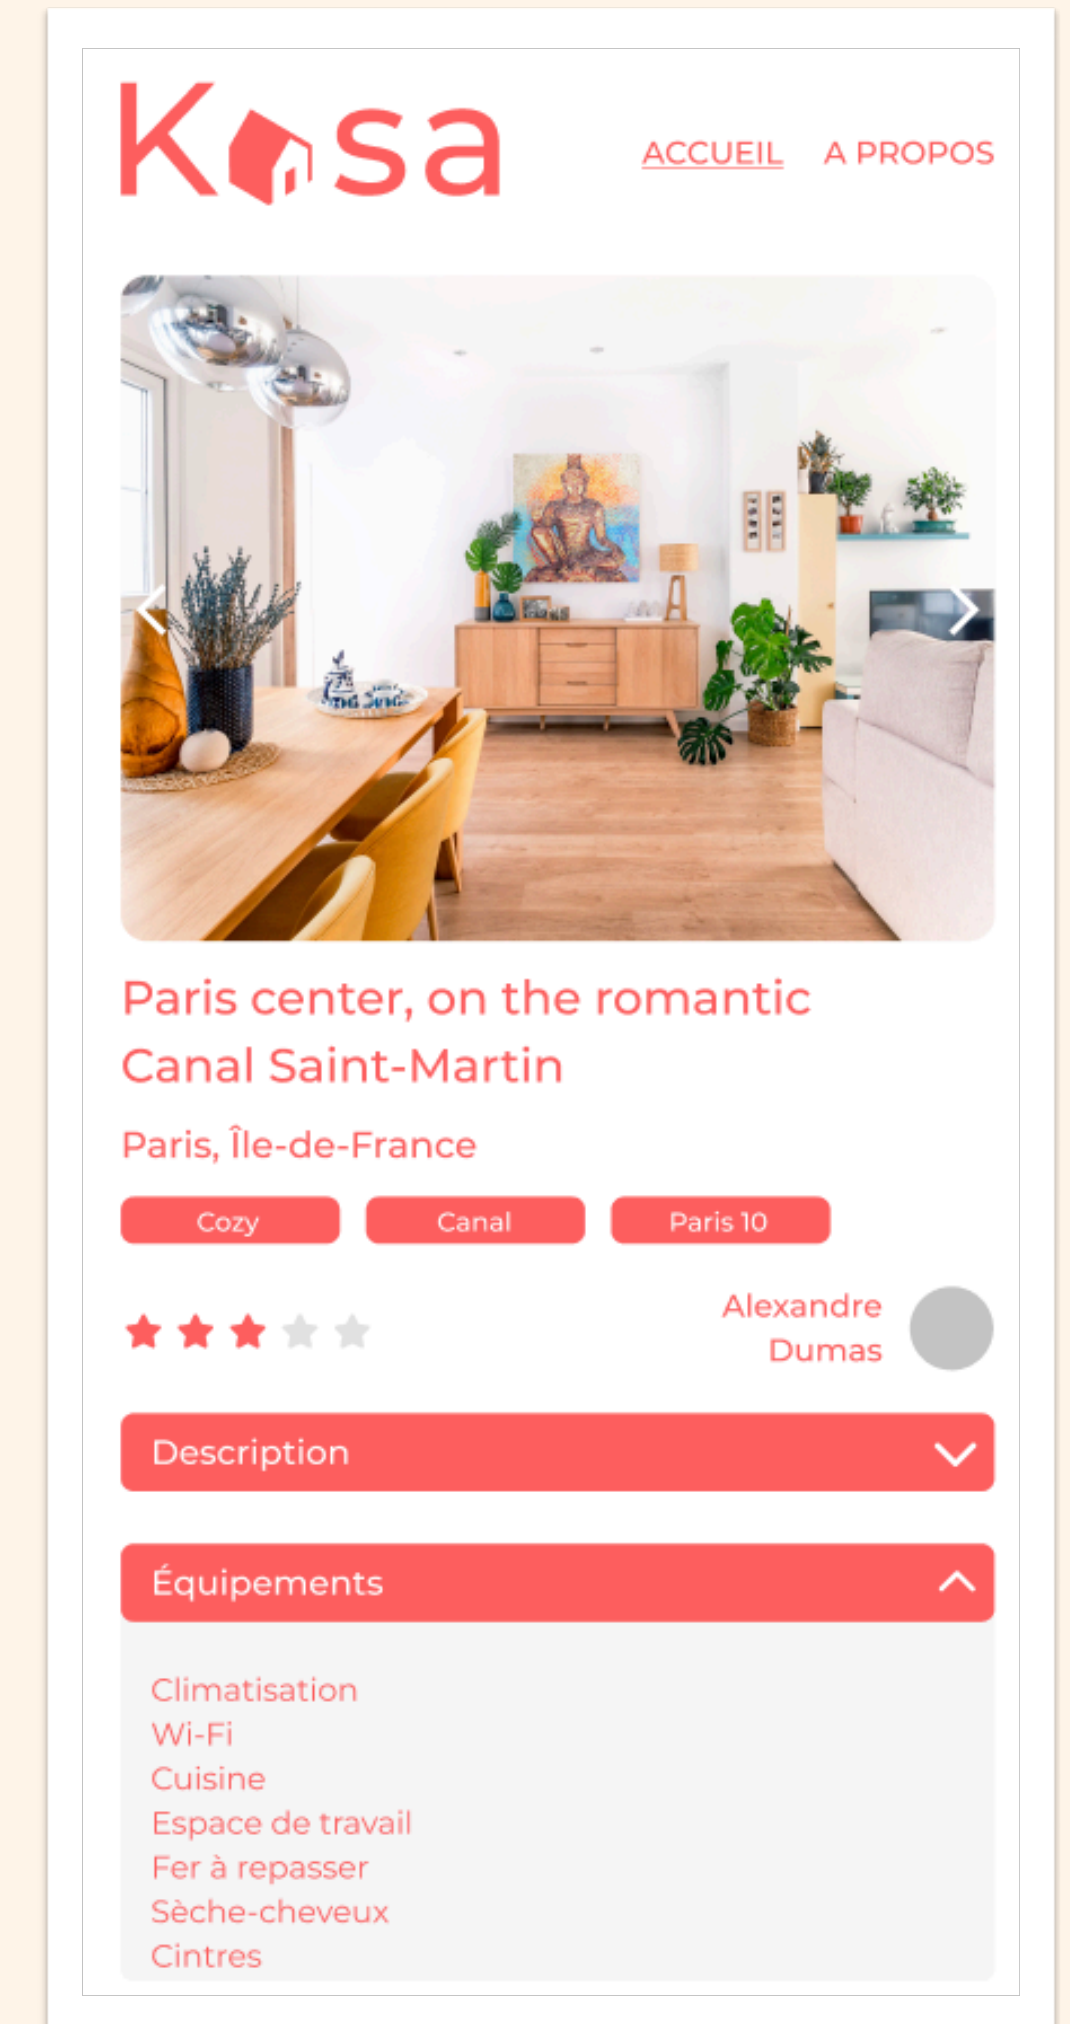 Kasa
ACCUEIL
A PROPOS
Paris center, on the romantic
Canal Saint-Martin
Paris, Île-de-France
Cozy
Canal
Paris 10
Alexandre
Dumas
Description
Équipements
Climatisation
Wi-Fi
Cuisine
Espace de travail
Fer à repasser
Sèche-cheveux
Cintres